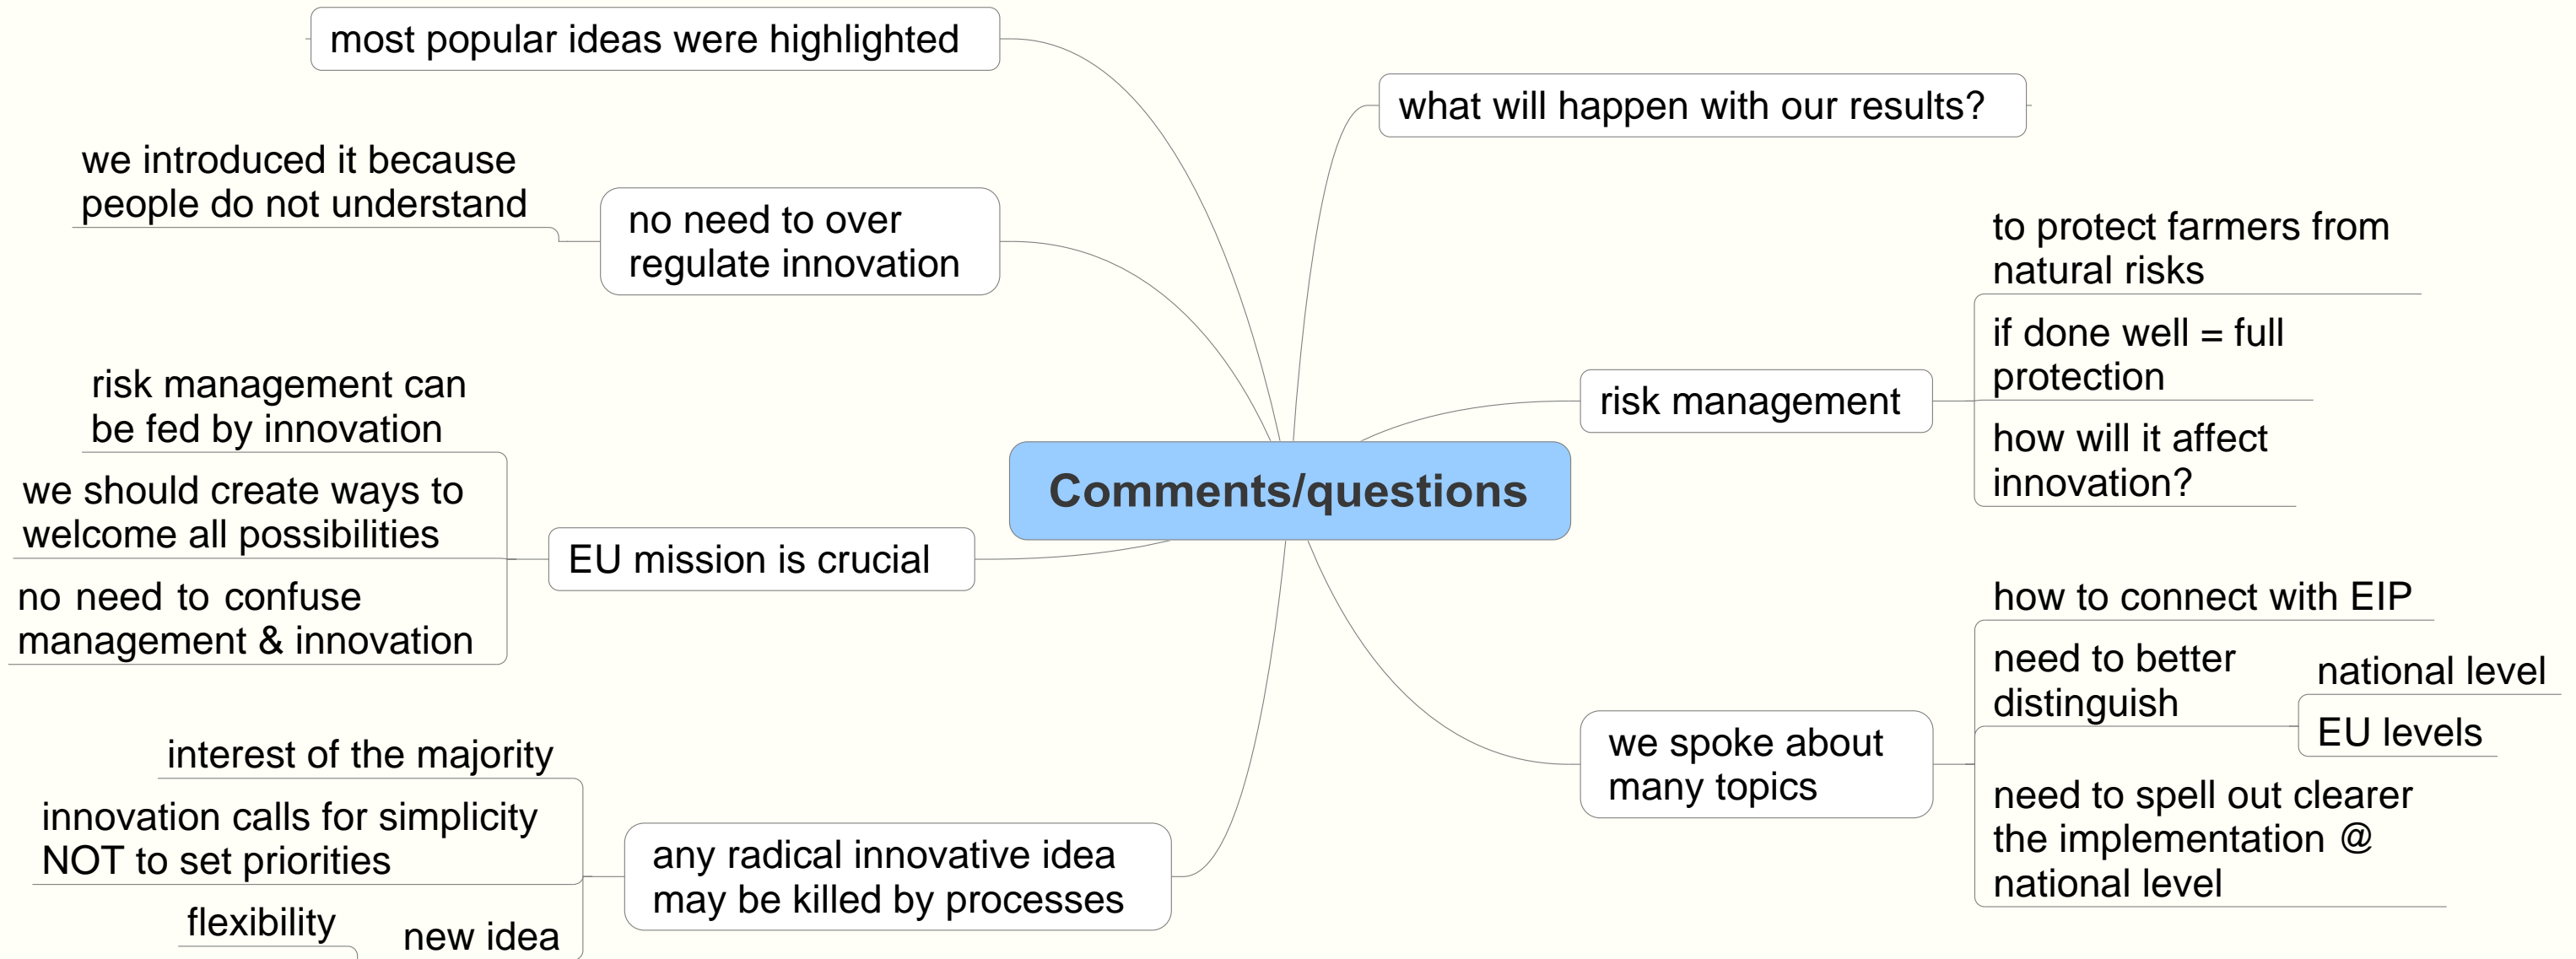 most popular ideas were highlighted
what will happen with our results?
we introduced it because
people do not understand
no need to over
regulate innovation
to protect farmers from
natural risks
if done well = full
protection
how will it affect
innovation?
risk management
risk management can
be fed by innovation
we should create ways to
welcome all possibilities
no need to confuse
management & innovation
EU mission is crucial
Comments/questions
how to connect with EIP
need to better
distinguish
national level
EU levels
need to spell out clearer
the implementation @
national level
we spoke about
many topics
interest of the majority
innovation calls for simplicity
NOT to set priorities
flexibility
new idea
any radical innovative idea
may be killed by processes